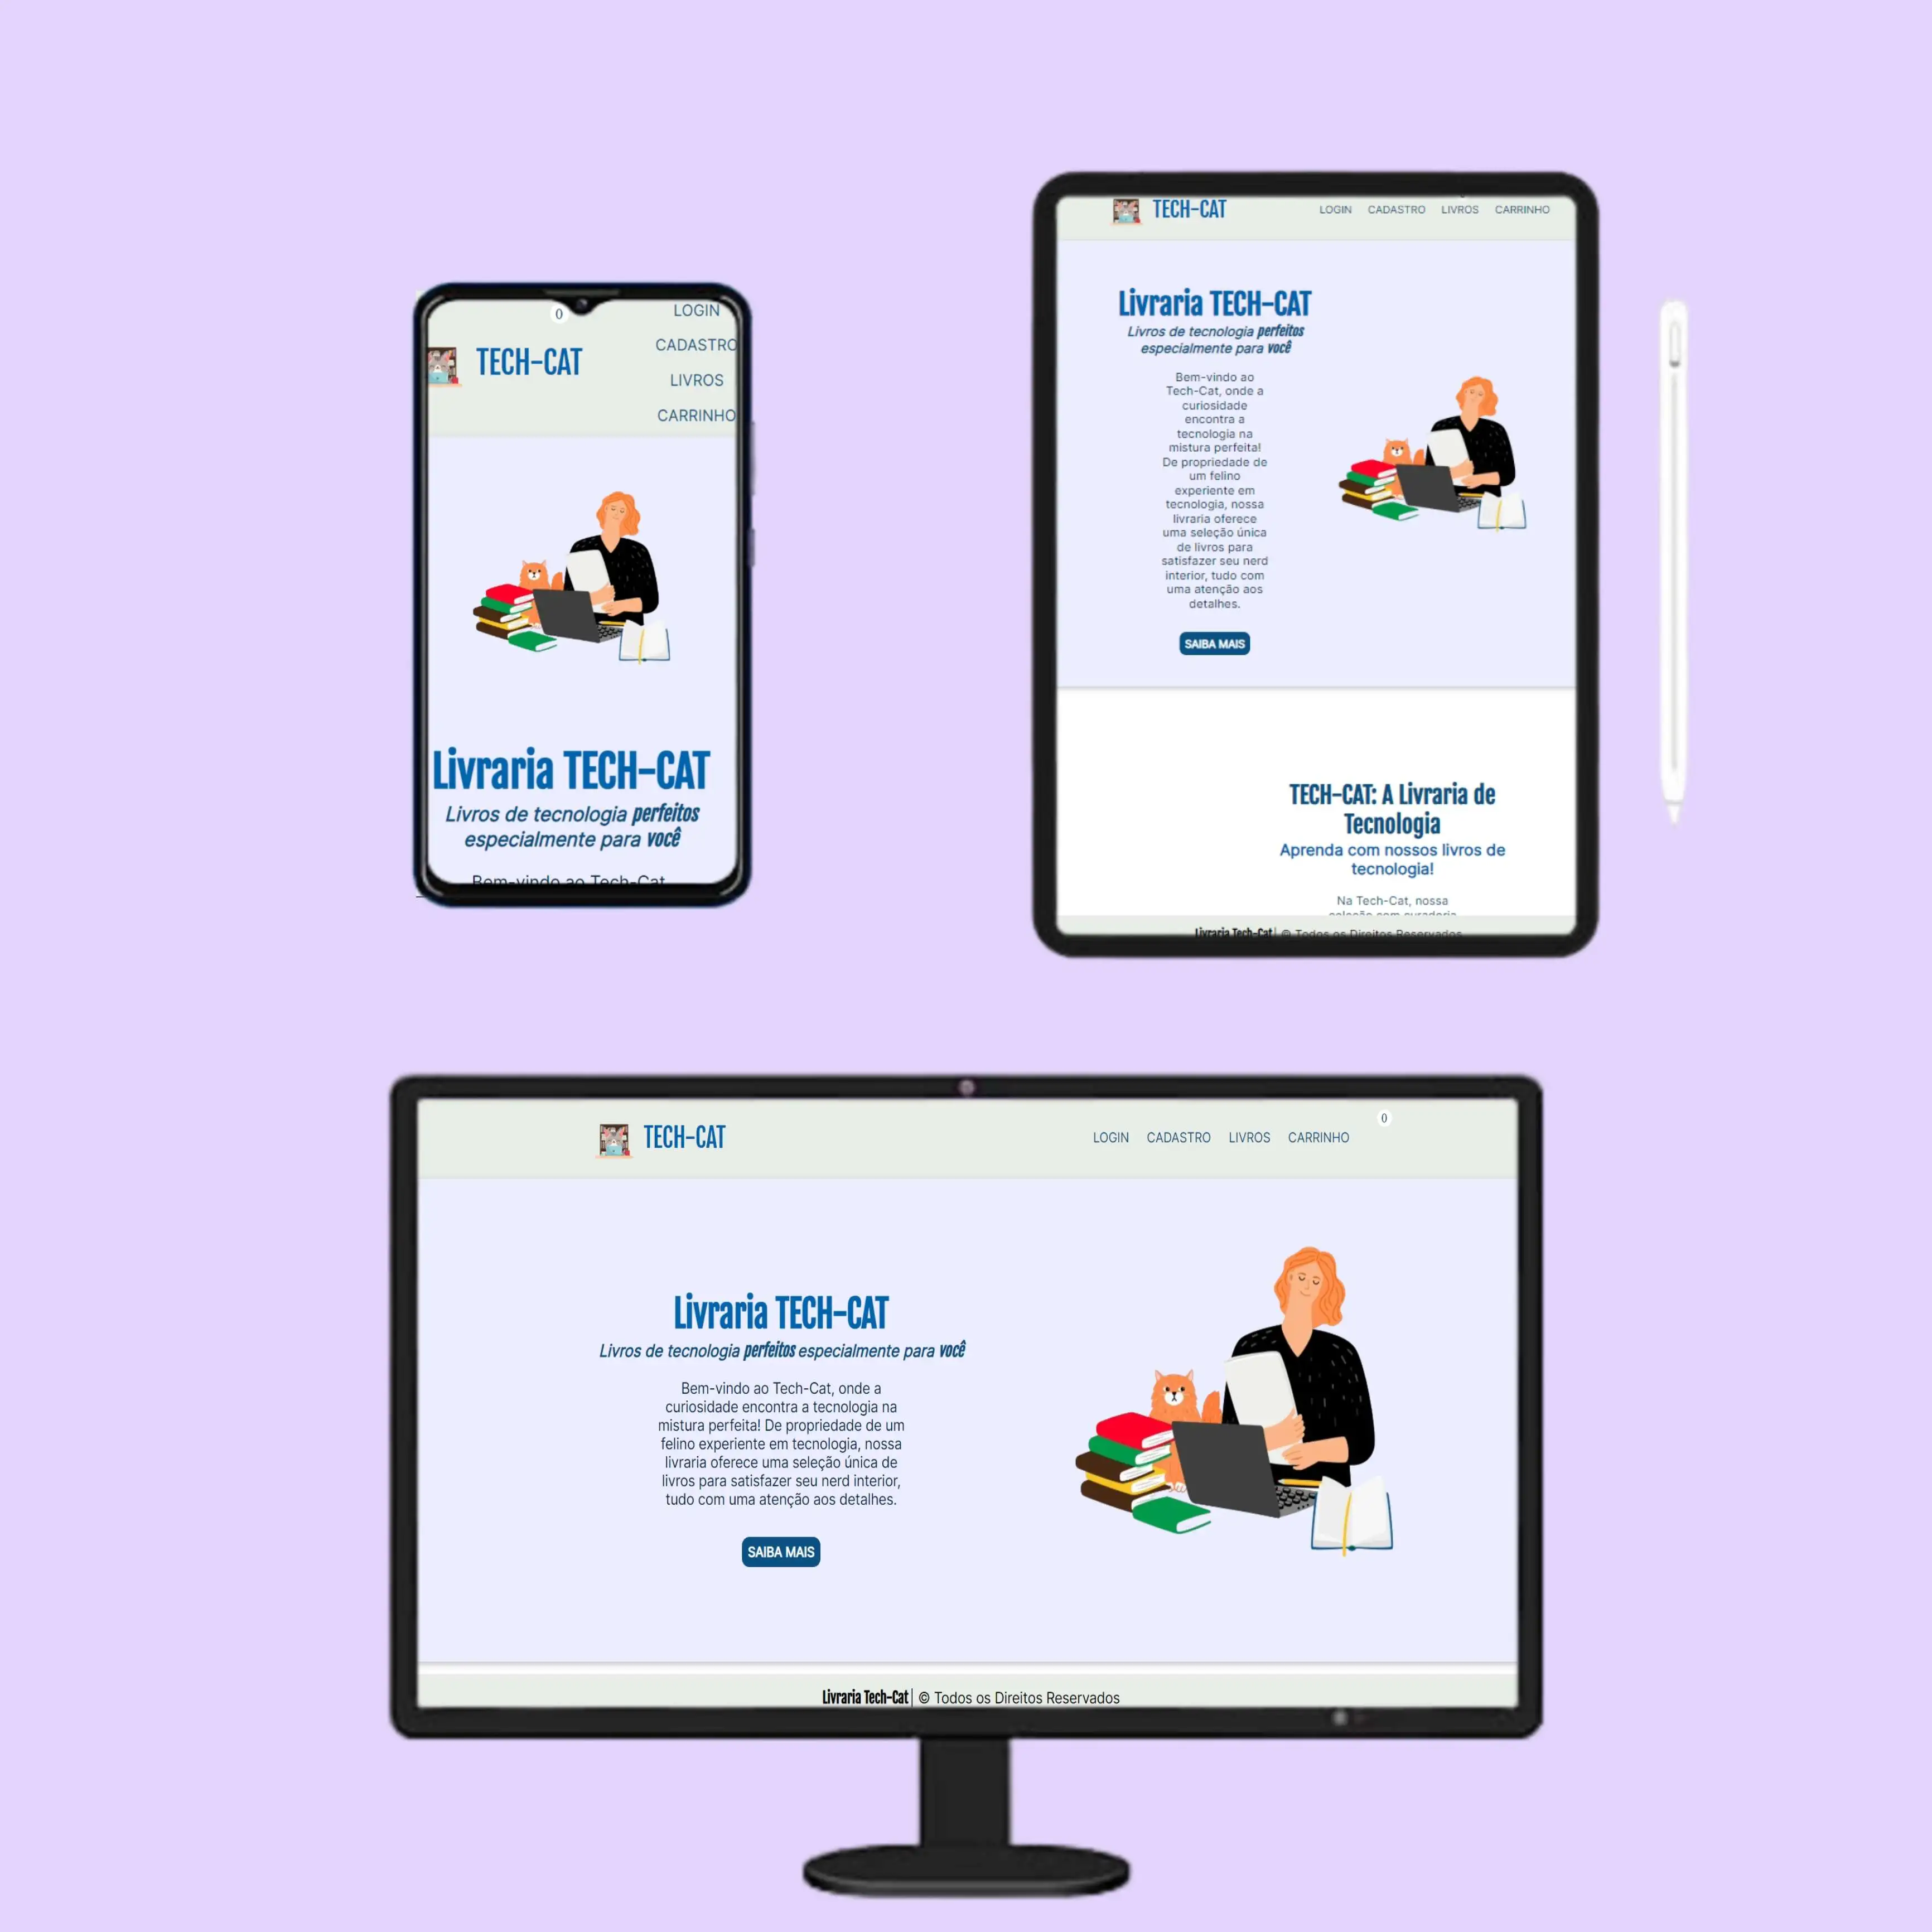 0
LOGIN
CADASTRO
LIVROS
CARRINHO
TECH-CAT
Livraria TECH-CAT
Livros de tecnologia perfeitos
especialmente para você
Bem-vindo ao Tech-Cat
TECH-CAT
LOGIN CADASTRO LIVROS CARRINHO
Livraria TECH-CAT
Livros de tecnologia perfeitos
especialmente para você
Bem-vindo ao
Tech-Cat, onde a
curiosidade
encontra a
tecnologia na
mistura perfeita!
De propriedade de
um felino
experiente em
tecnologia, nossa
livraria oferece
uma seleção única
de livros para
satisfazer seu nerd
interior, tudo com
uma atenção aos
detalhes.
SAIBA MAIS
TECH-CAT: A Livraria de
Tecnologia
Aprenda com nossos livros de
tecnologia!
Na Tech-Cat, nossa
seleção com curadoria
Livraria Tech-Cat| © Todos os Direitos Reservados
TECH-CAT
LOGIN CADASTRO LIVROS CARRINHO 0
Livraria TECH-CAT
Livros de tecnologia perfeitos especialmente para você
Bem-vindo ao Tech-Cat, onde a
curiosidade encontra a tecnologia na
mistura perfeita! De propriedade de um
felino experiente em tecnologia, nossa
livraria oferece uma seleção única de
livros para satisfazer seu nerd interior,
tudo com uma atenção aos detalhes.
SAIBA MAIS
Livraria Tech-Cat| © Todos os Direitos Reservados